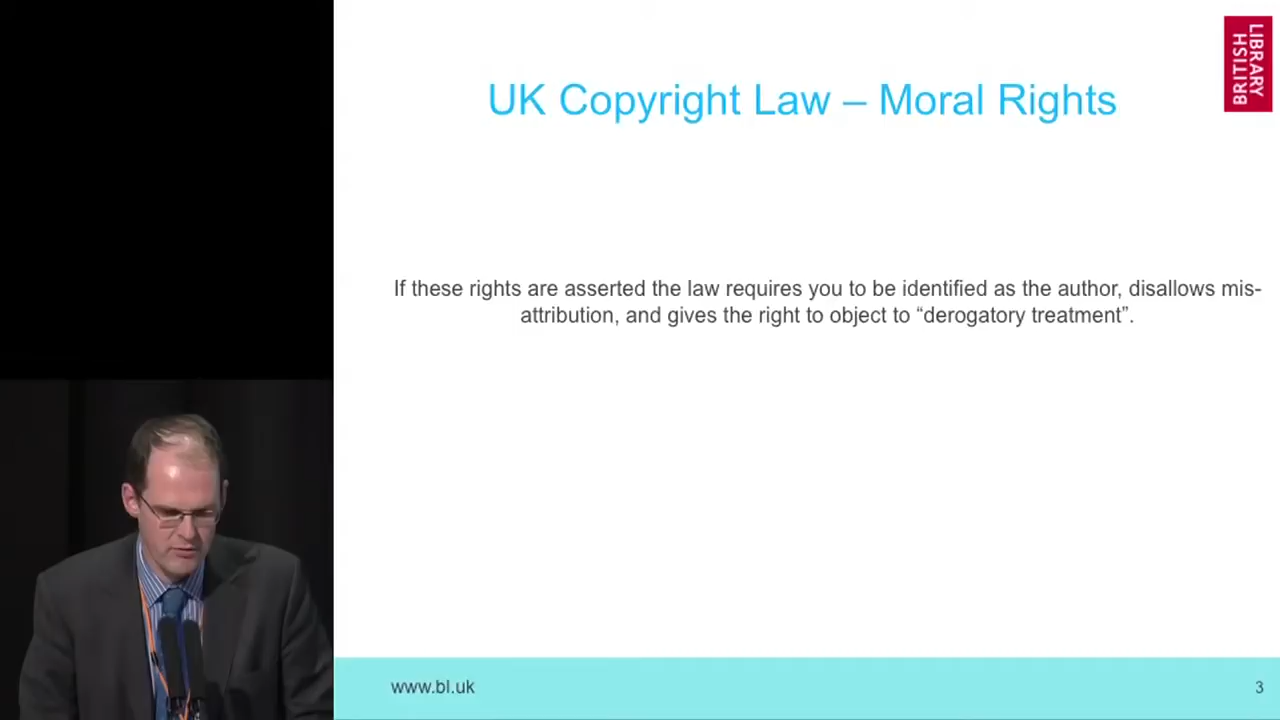 BRITISH
LIBRARY
UK Copyright Law – Moral Rights
If these rights are asserted the law requires you to be identified as the author, disallows mis-
attribution, and gives the right to object to “derogatory treatment”.
www.bl.uk
3